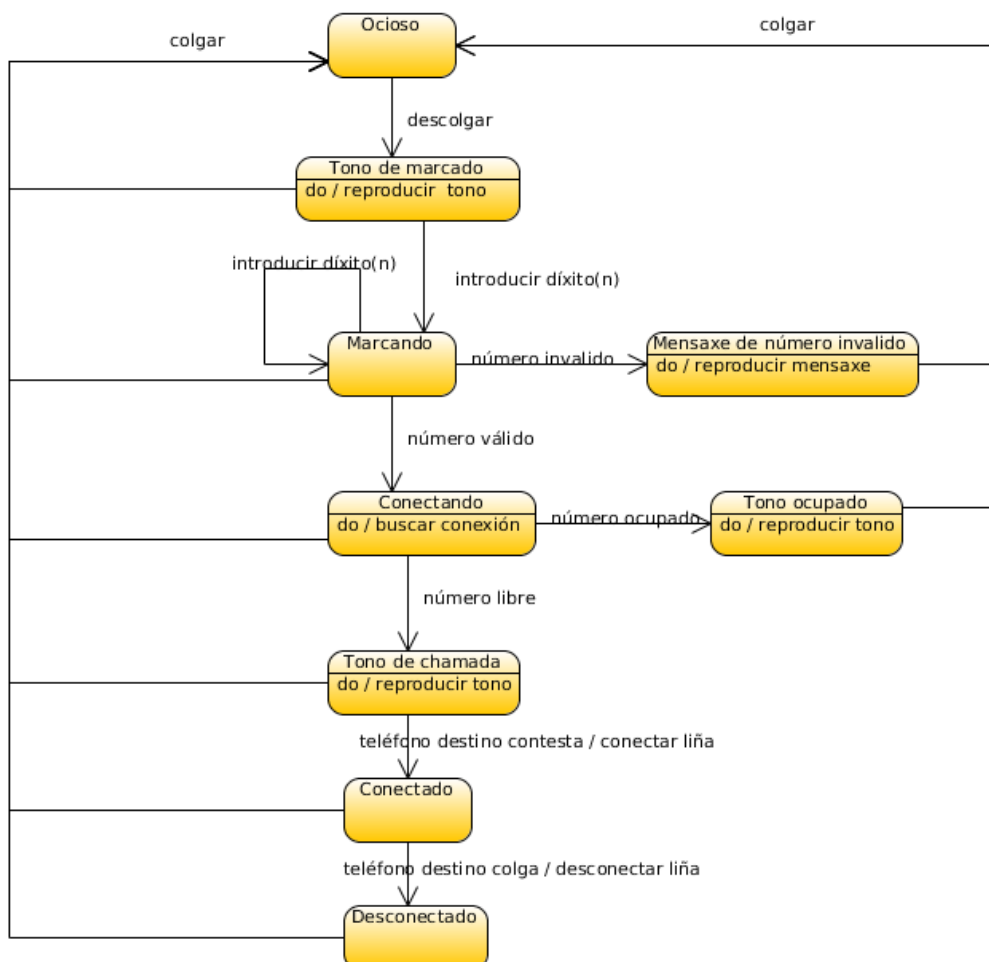 Ocioso
colgar
colgar
descolgar
Tono de marcado
do / reproducir  tono
introducir díxito(n)
introducir díxito(n)
Marcando
número invalido
Mensaxe de número invalido
do / reproducir mensaxe
número válido
Conectando
do / buscar conexión
número ocupado
Tono ocupado
do / reproducir tono
número libre
Tono de chamada
do / reproducir tono
teléfono destino contesta / conectar liña
Conectado
teléfono destino colga / desconectar liña
Desconectado